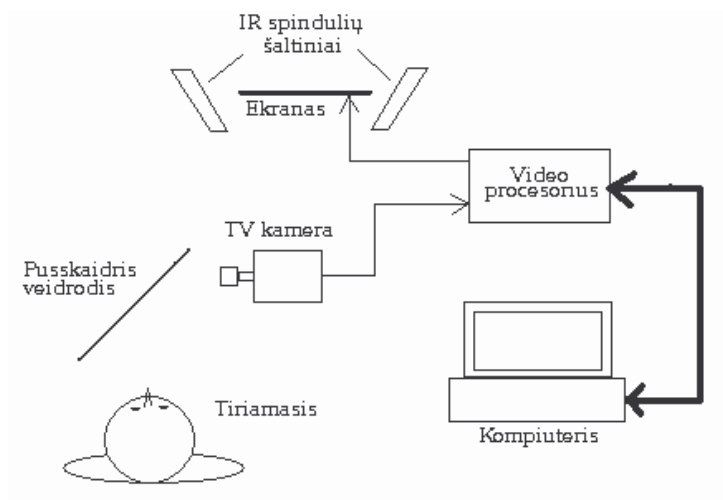 IR spindulių
šaltiniai
Ekranas
Video
procesorius
TV kamera
Pusskaidris
veidrodis
Tiriamasis
Kompiuteris